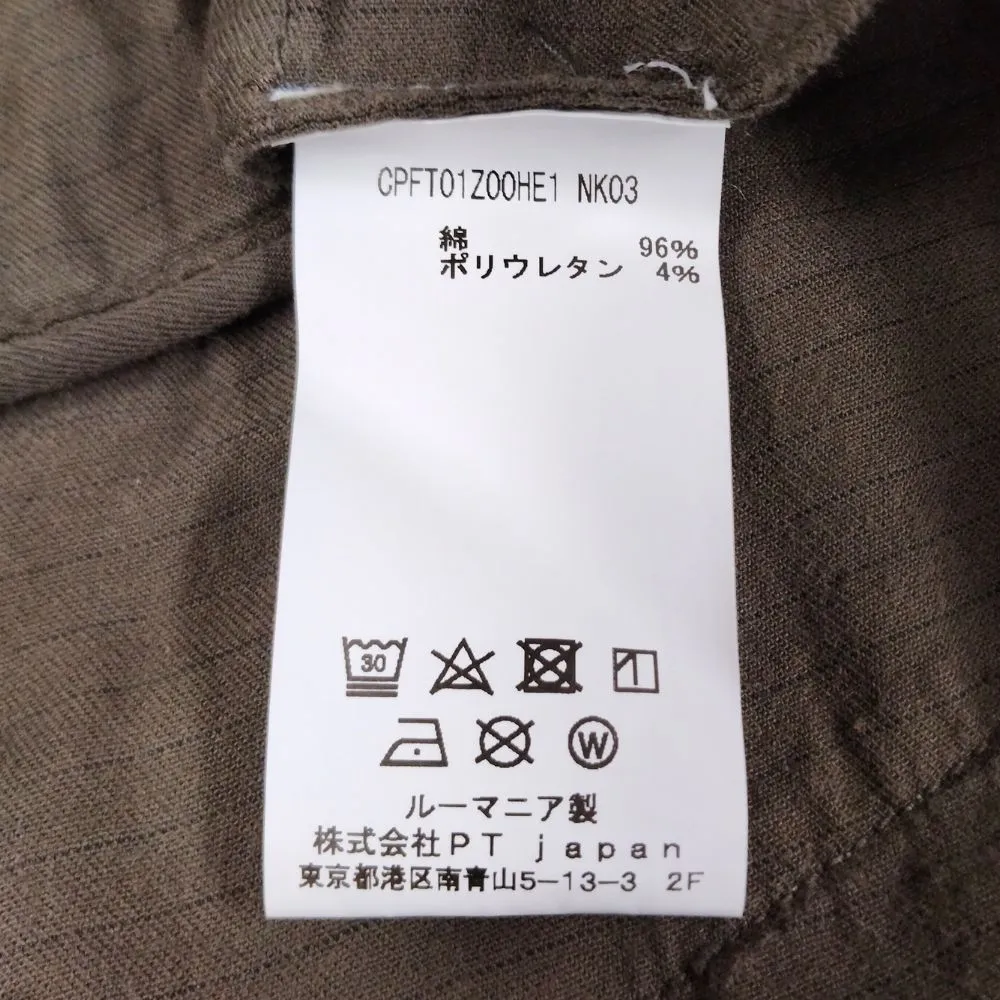 CPFT01Z00HE1 NK03
綿 96%
ポリウレタン 4%
30
W
ルーマニア製
株式会社PT japan
東京都港区南青山5-13-3 2F